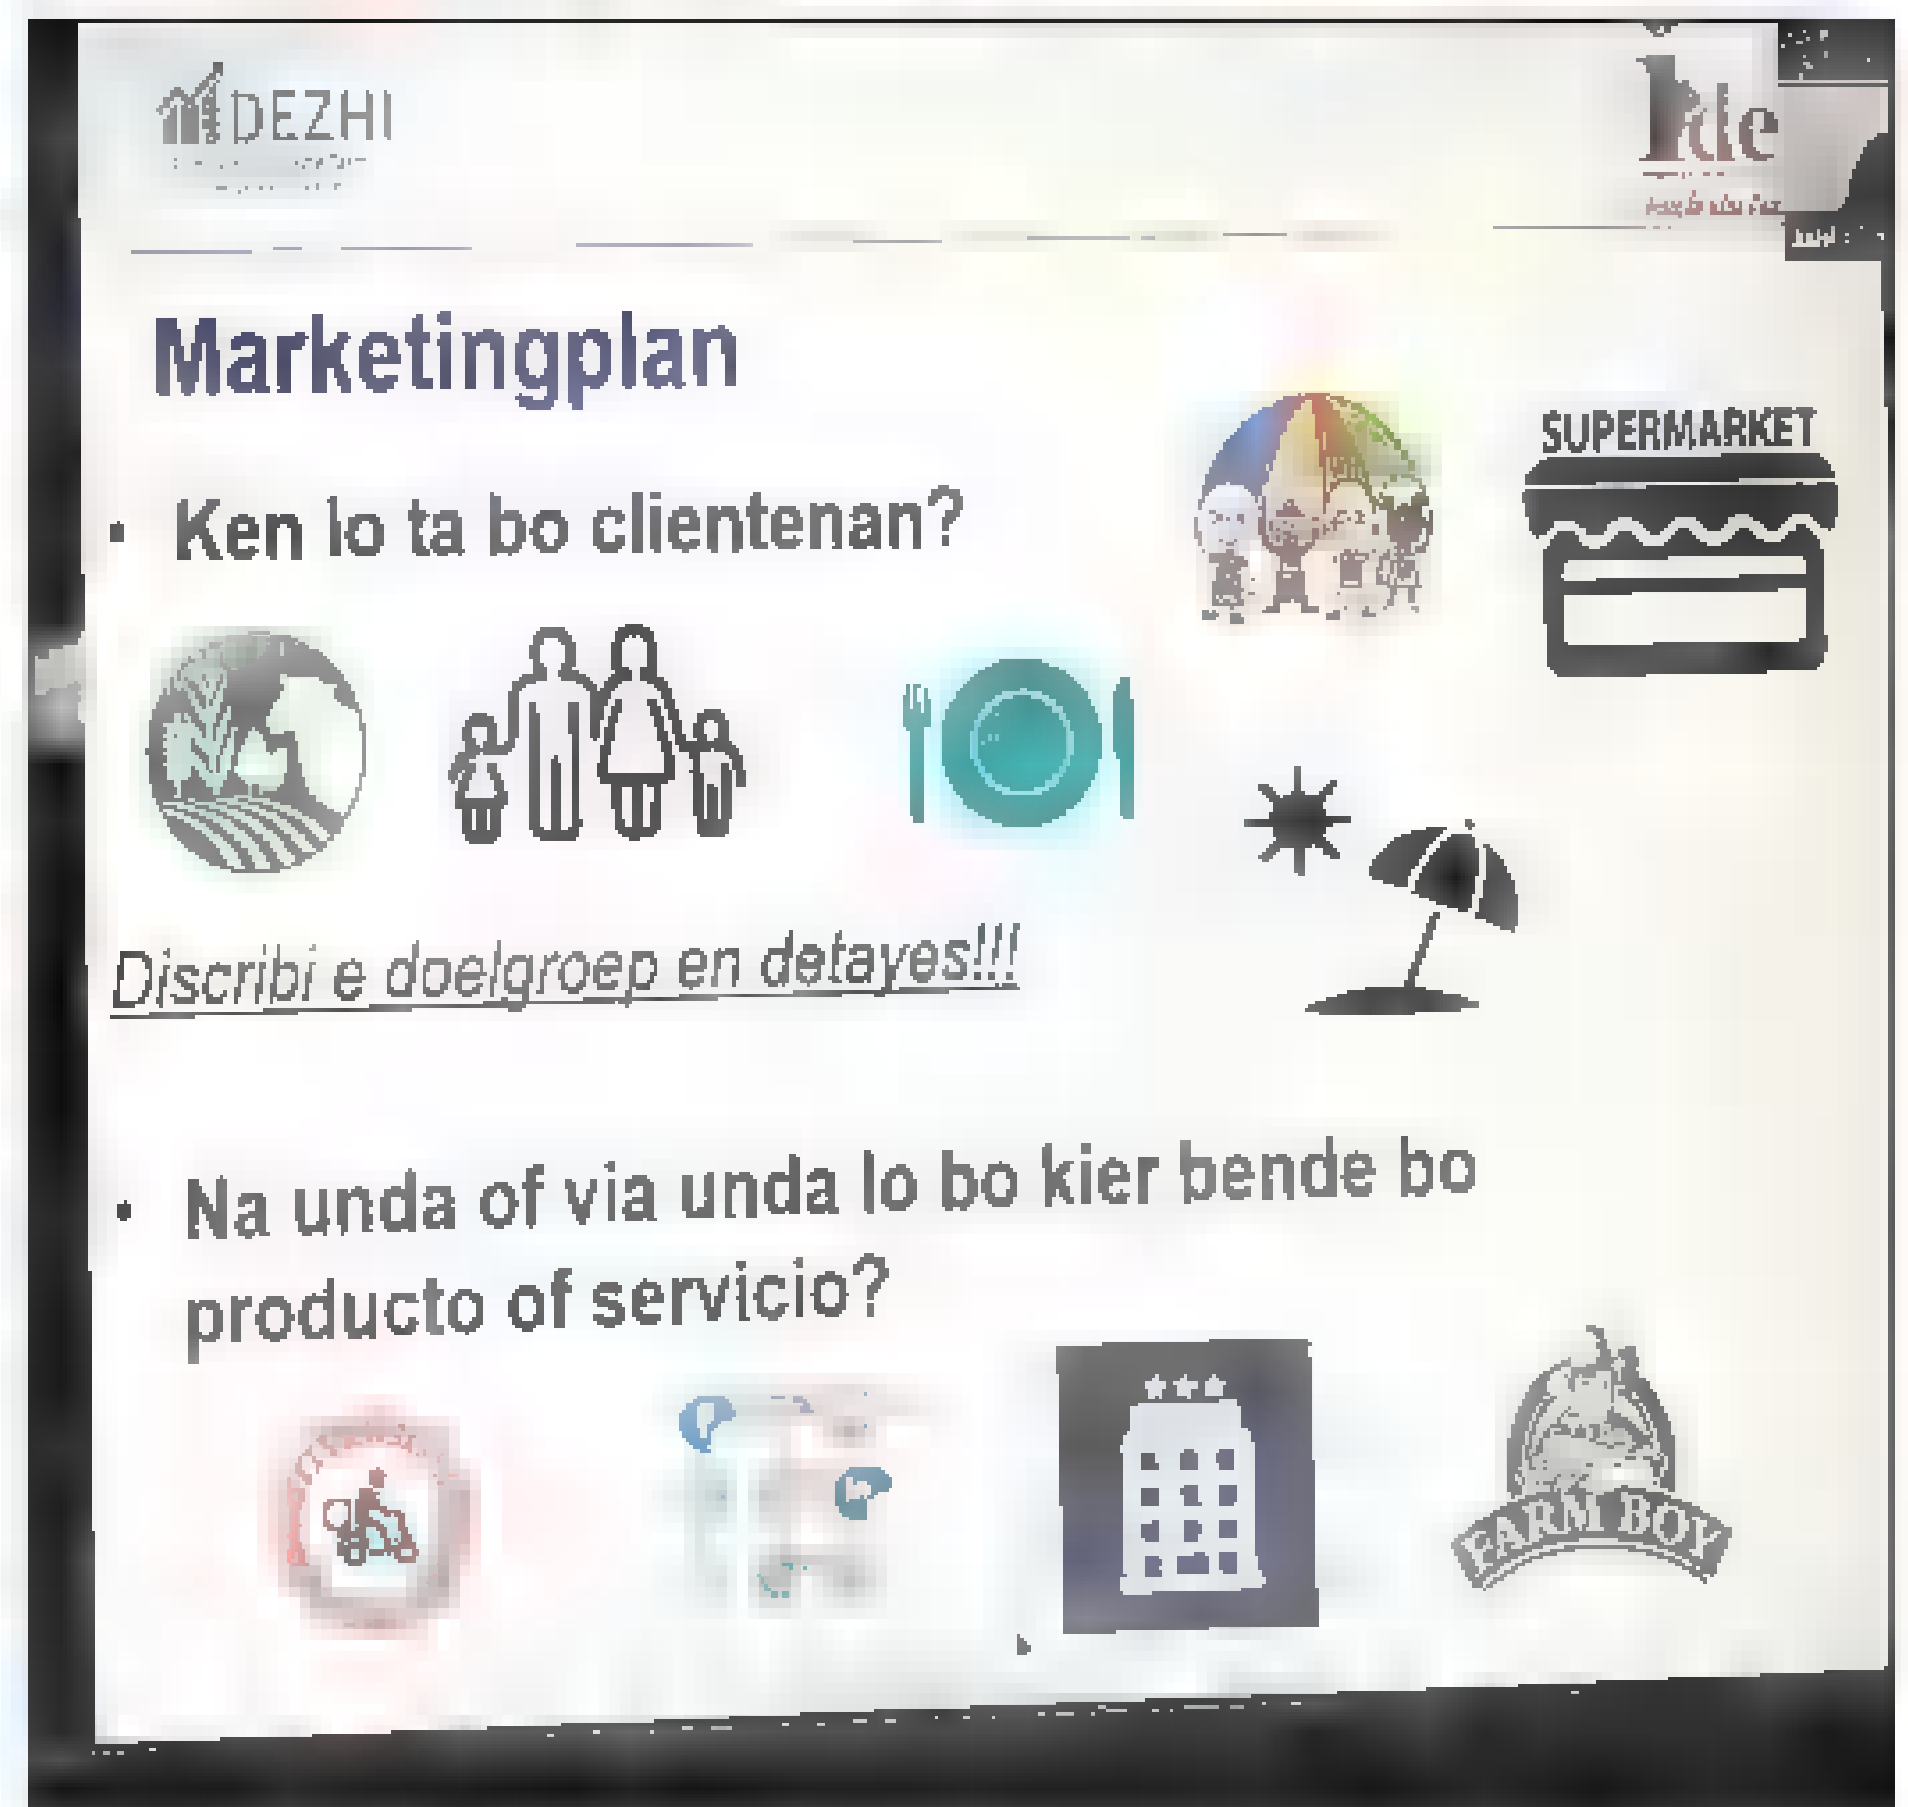 DEZHI
Ide
Marketingplan
• Ken lo ta bo clientenan?
SUPERMARKET
Discribi e doelgroep en detayes!!!
• Na unda of via unda lo bo kier bende bo
producto of servicio?
FARM BOY